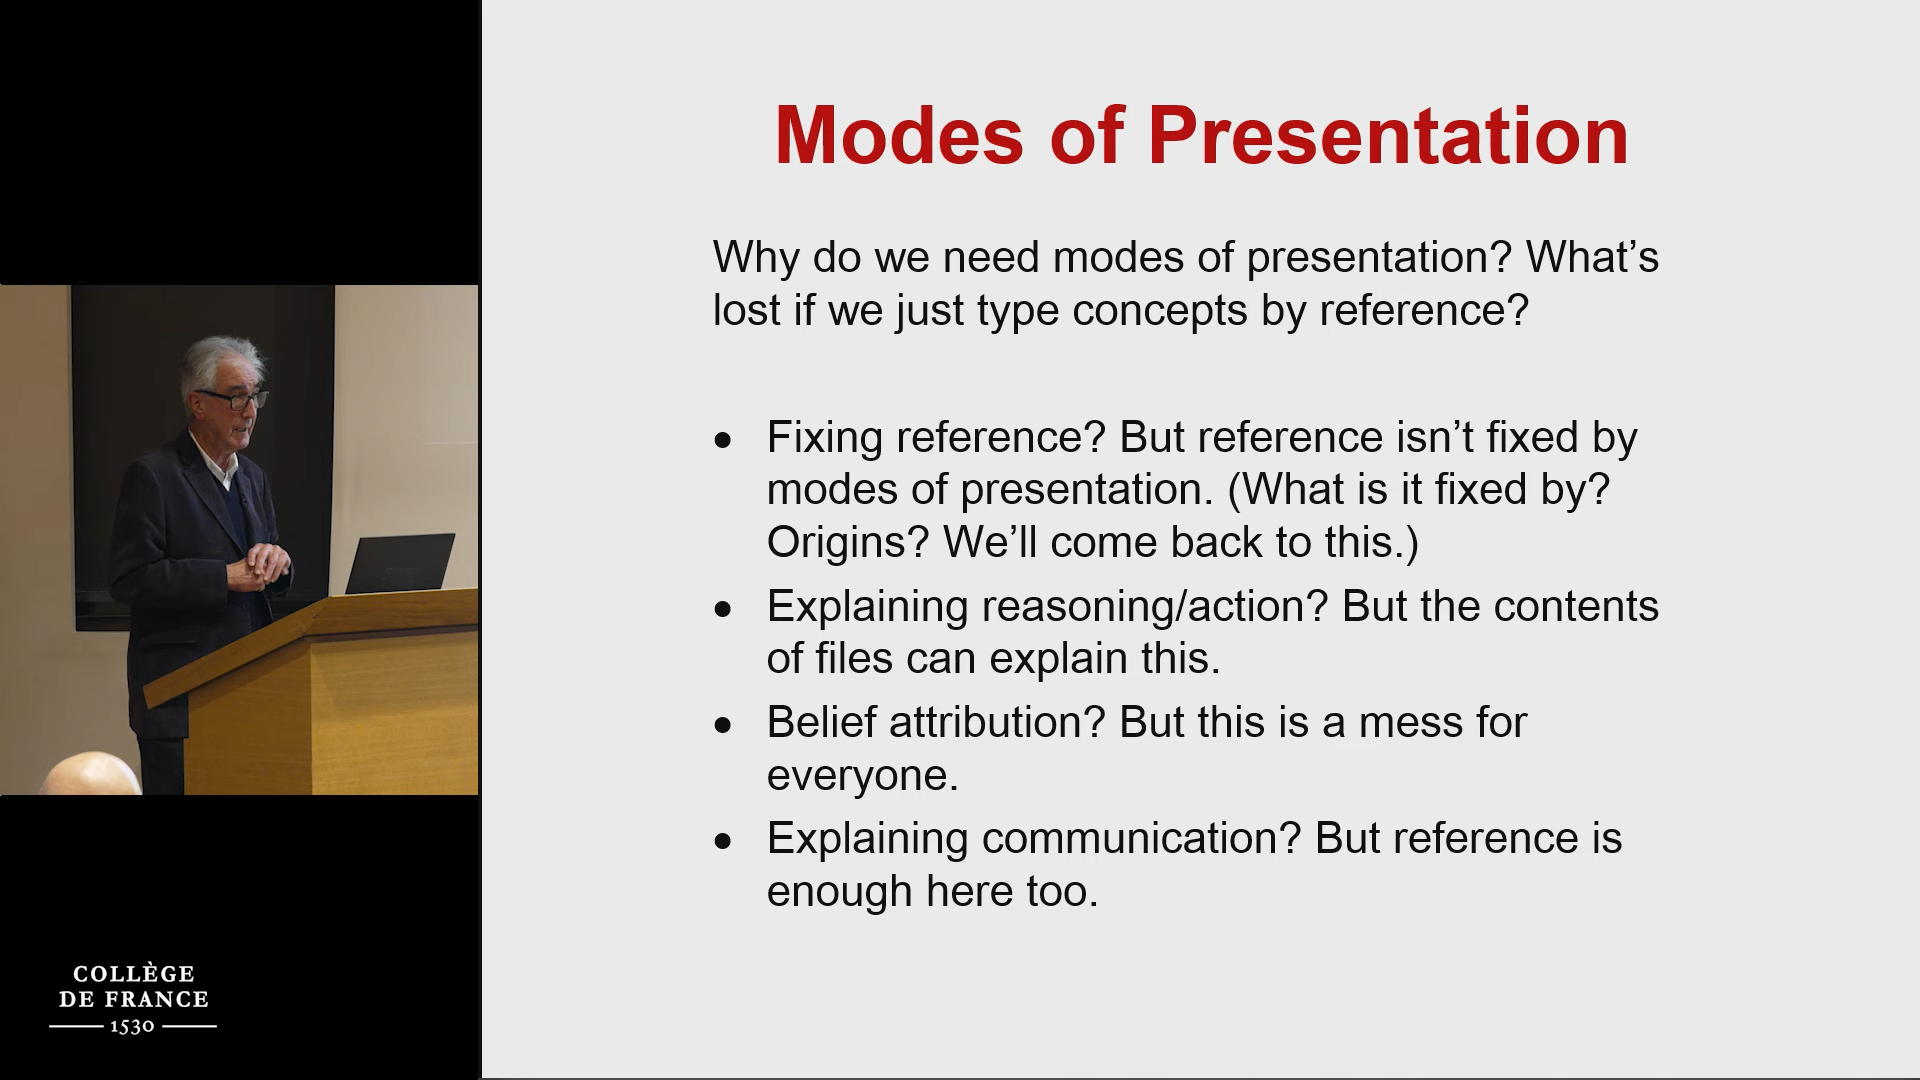 Modes of Presentation
Why do we need modes of presentation? What’s
lost if we just type concepts by reference?
• Fixing reference? But reference isn’t fixed by
modes of presentation. (What is it fixed by?
Origins? We’ll come back to this.)
• Explaining reasoning/action? But the contents
of files can explain this.
• Belief attribution? But this is a mess for
everyone.
• Explaining communication? But reference is
enough here too.
COLLÈGE
DE FRANCE
1530